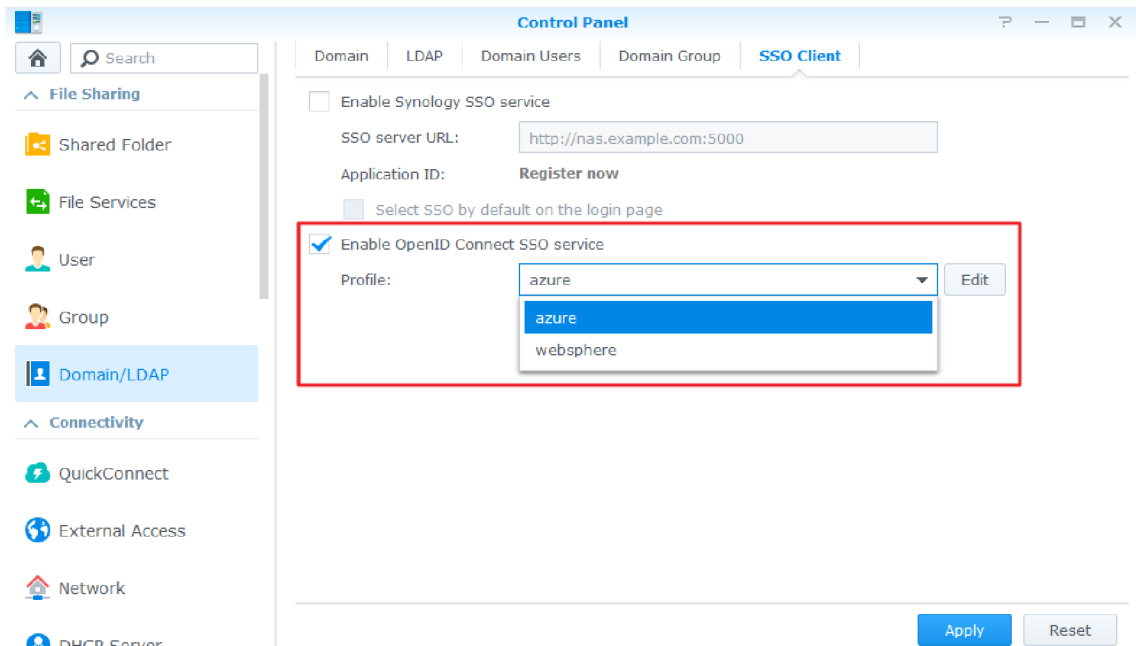 Control Panel
Search
Domain LDAP Domain Users Domain Group SSO Client
File Sharing
Shared Folder
File Services
User
Group
Domain/LDAP
Connectivity
QuickConnect
External Access
Network
DHCP Server
Enable Synology SSO service
SSO server URL: http://nas.example.com:5000
Application ID: Register now
Select SSO by default on the login page
Enable OpenID Connect SSO service
Profile: azure Edit
azure
websphere
Apply Reset